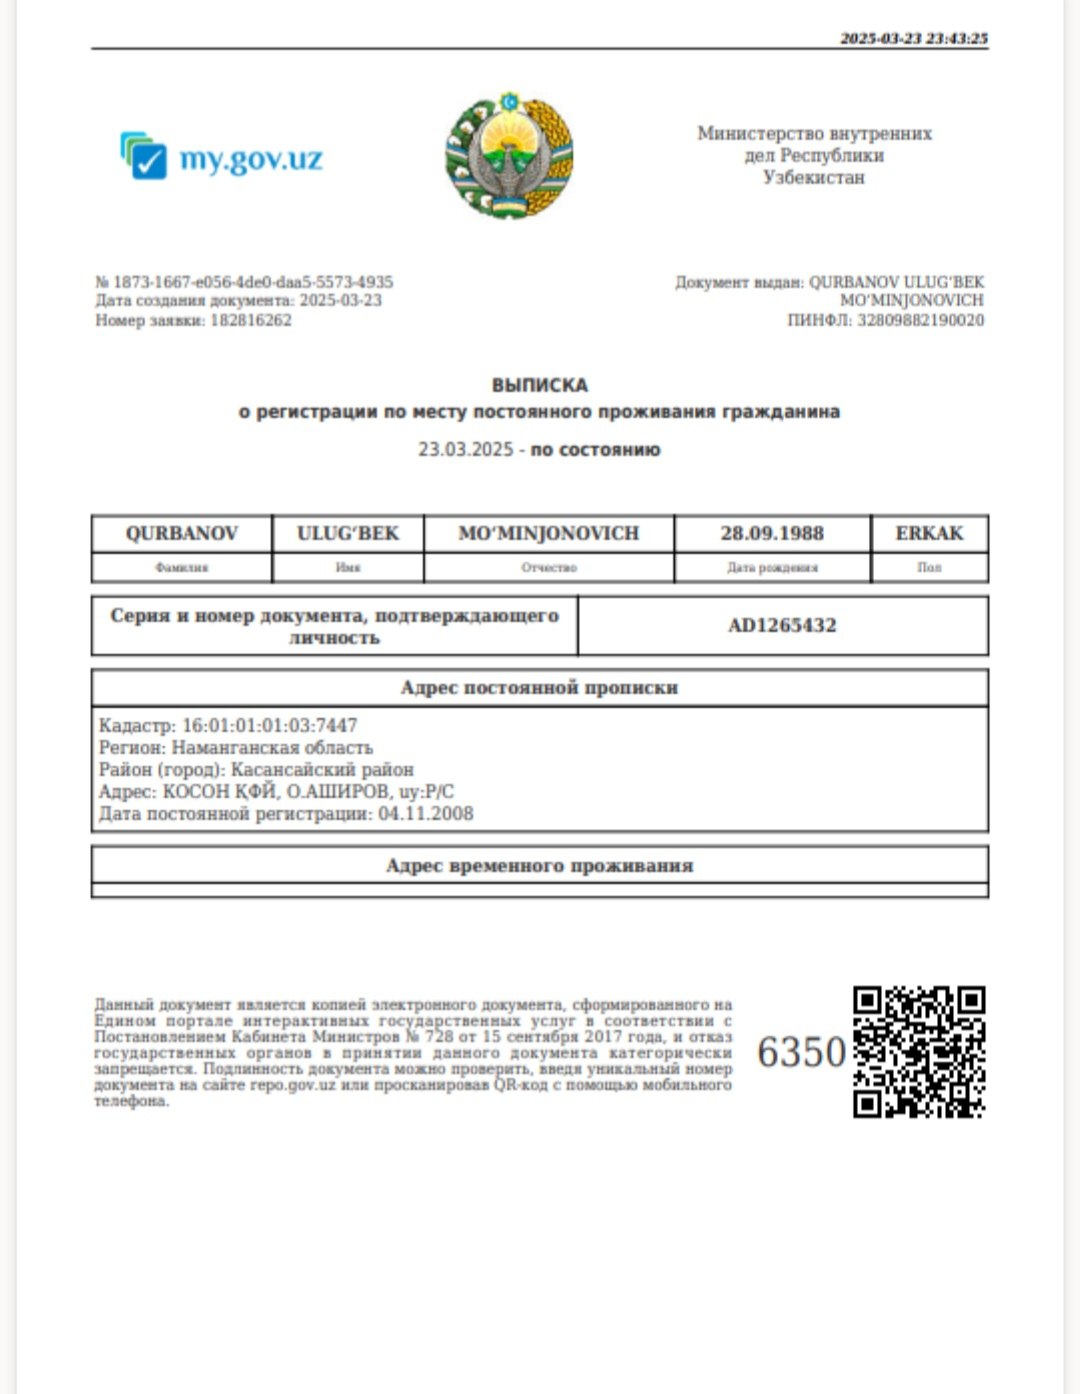 2025-03-23 23:43:25
my.gov.uz
Министерство внутренних
дел Республики
Узбекистан
№ 1873-1667-e056-4de0-daa5-5573-4935
Дата создания документа: 2025-03-23
Номер заявки: 182816262
Документ выдан: QURBANOV ULUG‘BEK
MO‘MINJONOVICH
ПИНФЛ: 32809882190020
ВЫПИСКА
о регистрации по месту постоянного проживания гражданина
23.03.2025 - по состоянию
QURBANOV ULUG‘BEK MO‘MINJONOVICH 28.09.1988 ERKAK
Фамилия Имя Отчество Дата рождения Пол
Серия и номер документа, подтверждающего
личность
AD1265432
Адрес постоянной прописки
Кадастр: 16:01:01:01:03:7447
Регион: Наманганская область
Район (город): Касансайский район
Адрес: КОСОН ҚФЙ, О.АШИРОВ, uy:Р/С
Дата постоянной регистрации: 04.11.2008
Адрес временного проживания
Данный документ является копией электронного документа, сформированного на
Едином портале интерактивных государственных услуг в соответствии с
Постановлением Кабинета Министров № 728 от 15 сентября 2017 года, и отказ
государственных органов в принятии данного документа категорически
запрещается. Подлинность документа можно проверить, введя уникальный номер
документа на сайте repo.gov.uz или просканировав QR-код с помощью мобильного
телефона.
6350